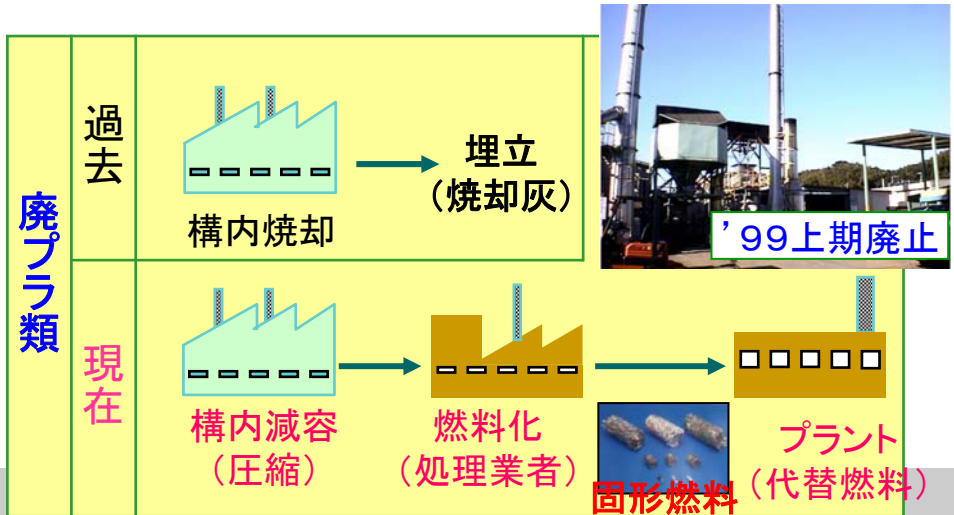 廃プラ類
過去
構内焼却
埋立
(焼却灰)
’99上期廃止
現在
構内減容
(圧縮)
燃料化
(処理業者)
固形燃料
プラント
(代替燃料)